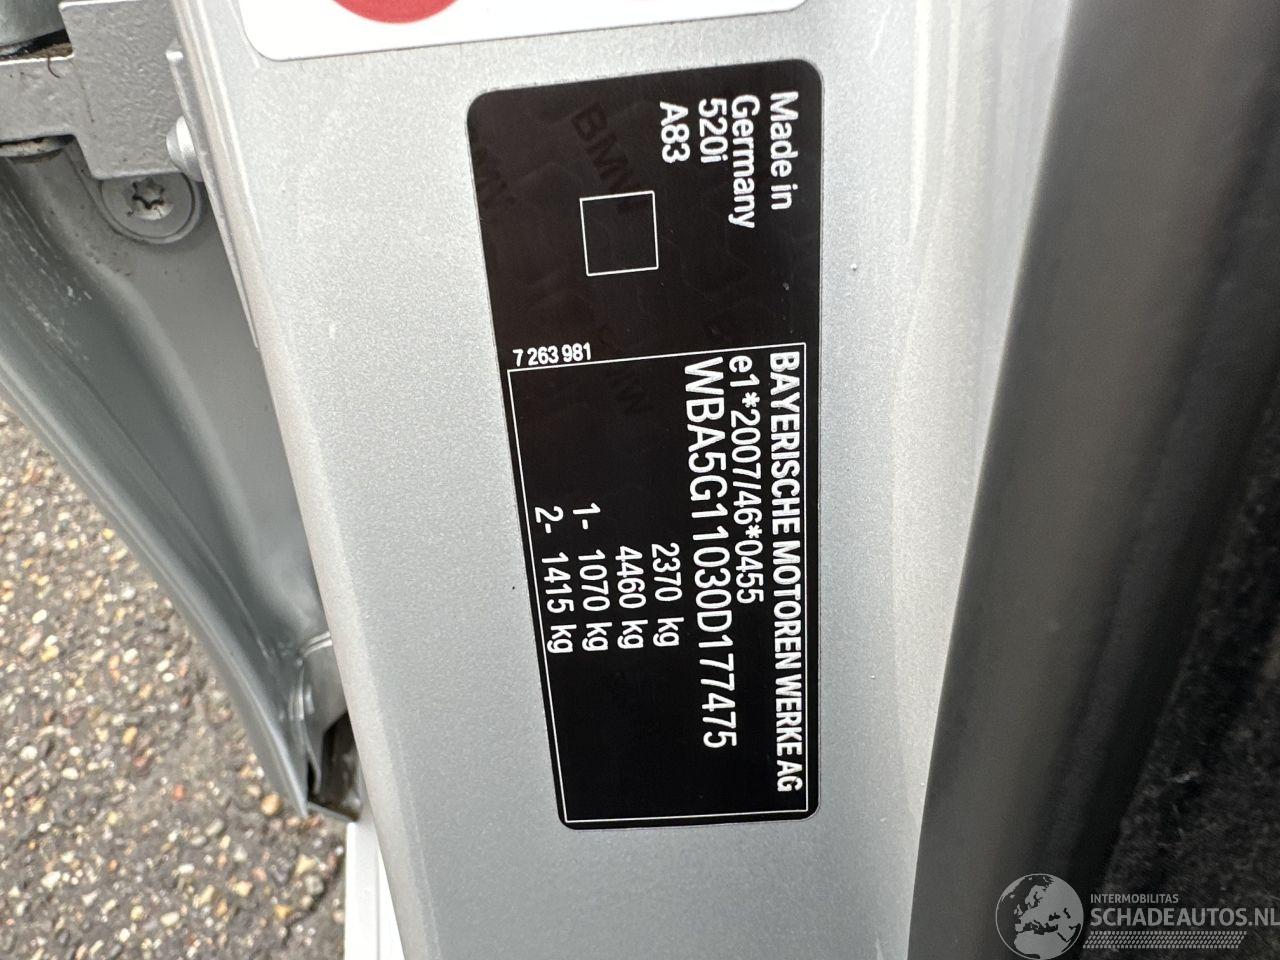 Made in
Germany
520i
A83
7 263 981
BAYERISCHE MOTOREN WERKE AG
e1*2007/46*0455
WBA5G11030D177475
2370 kg
4460 kg
1- 1070 kg
2- 1415 kg
INTERMOBILITAS
SCHADEAUTOS.NL